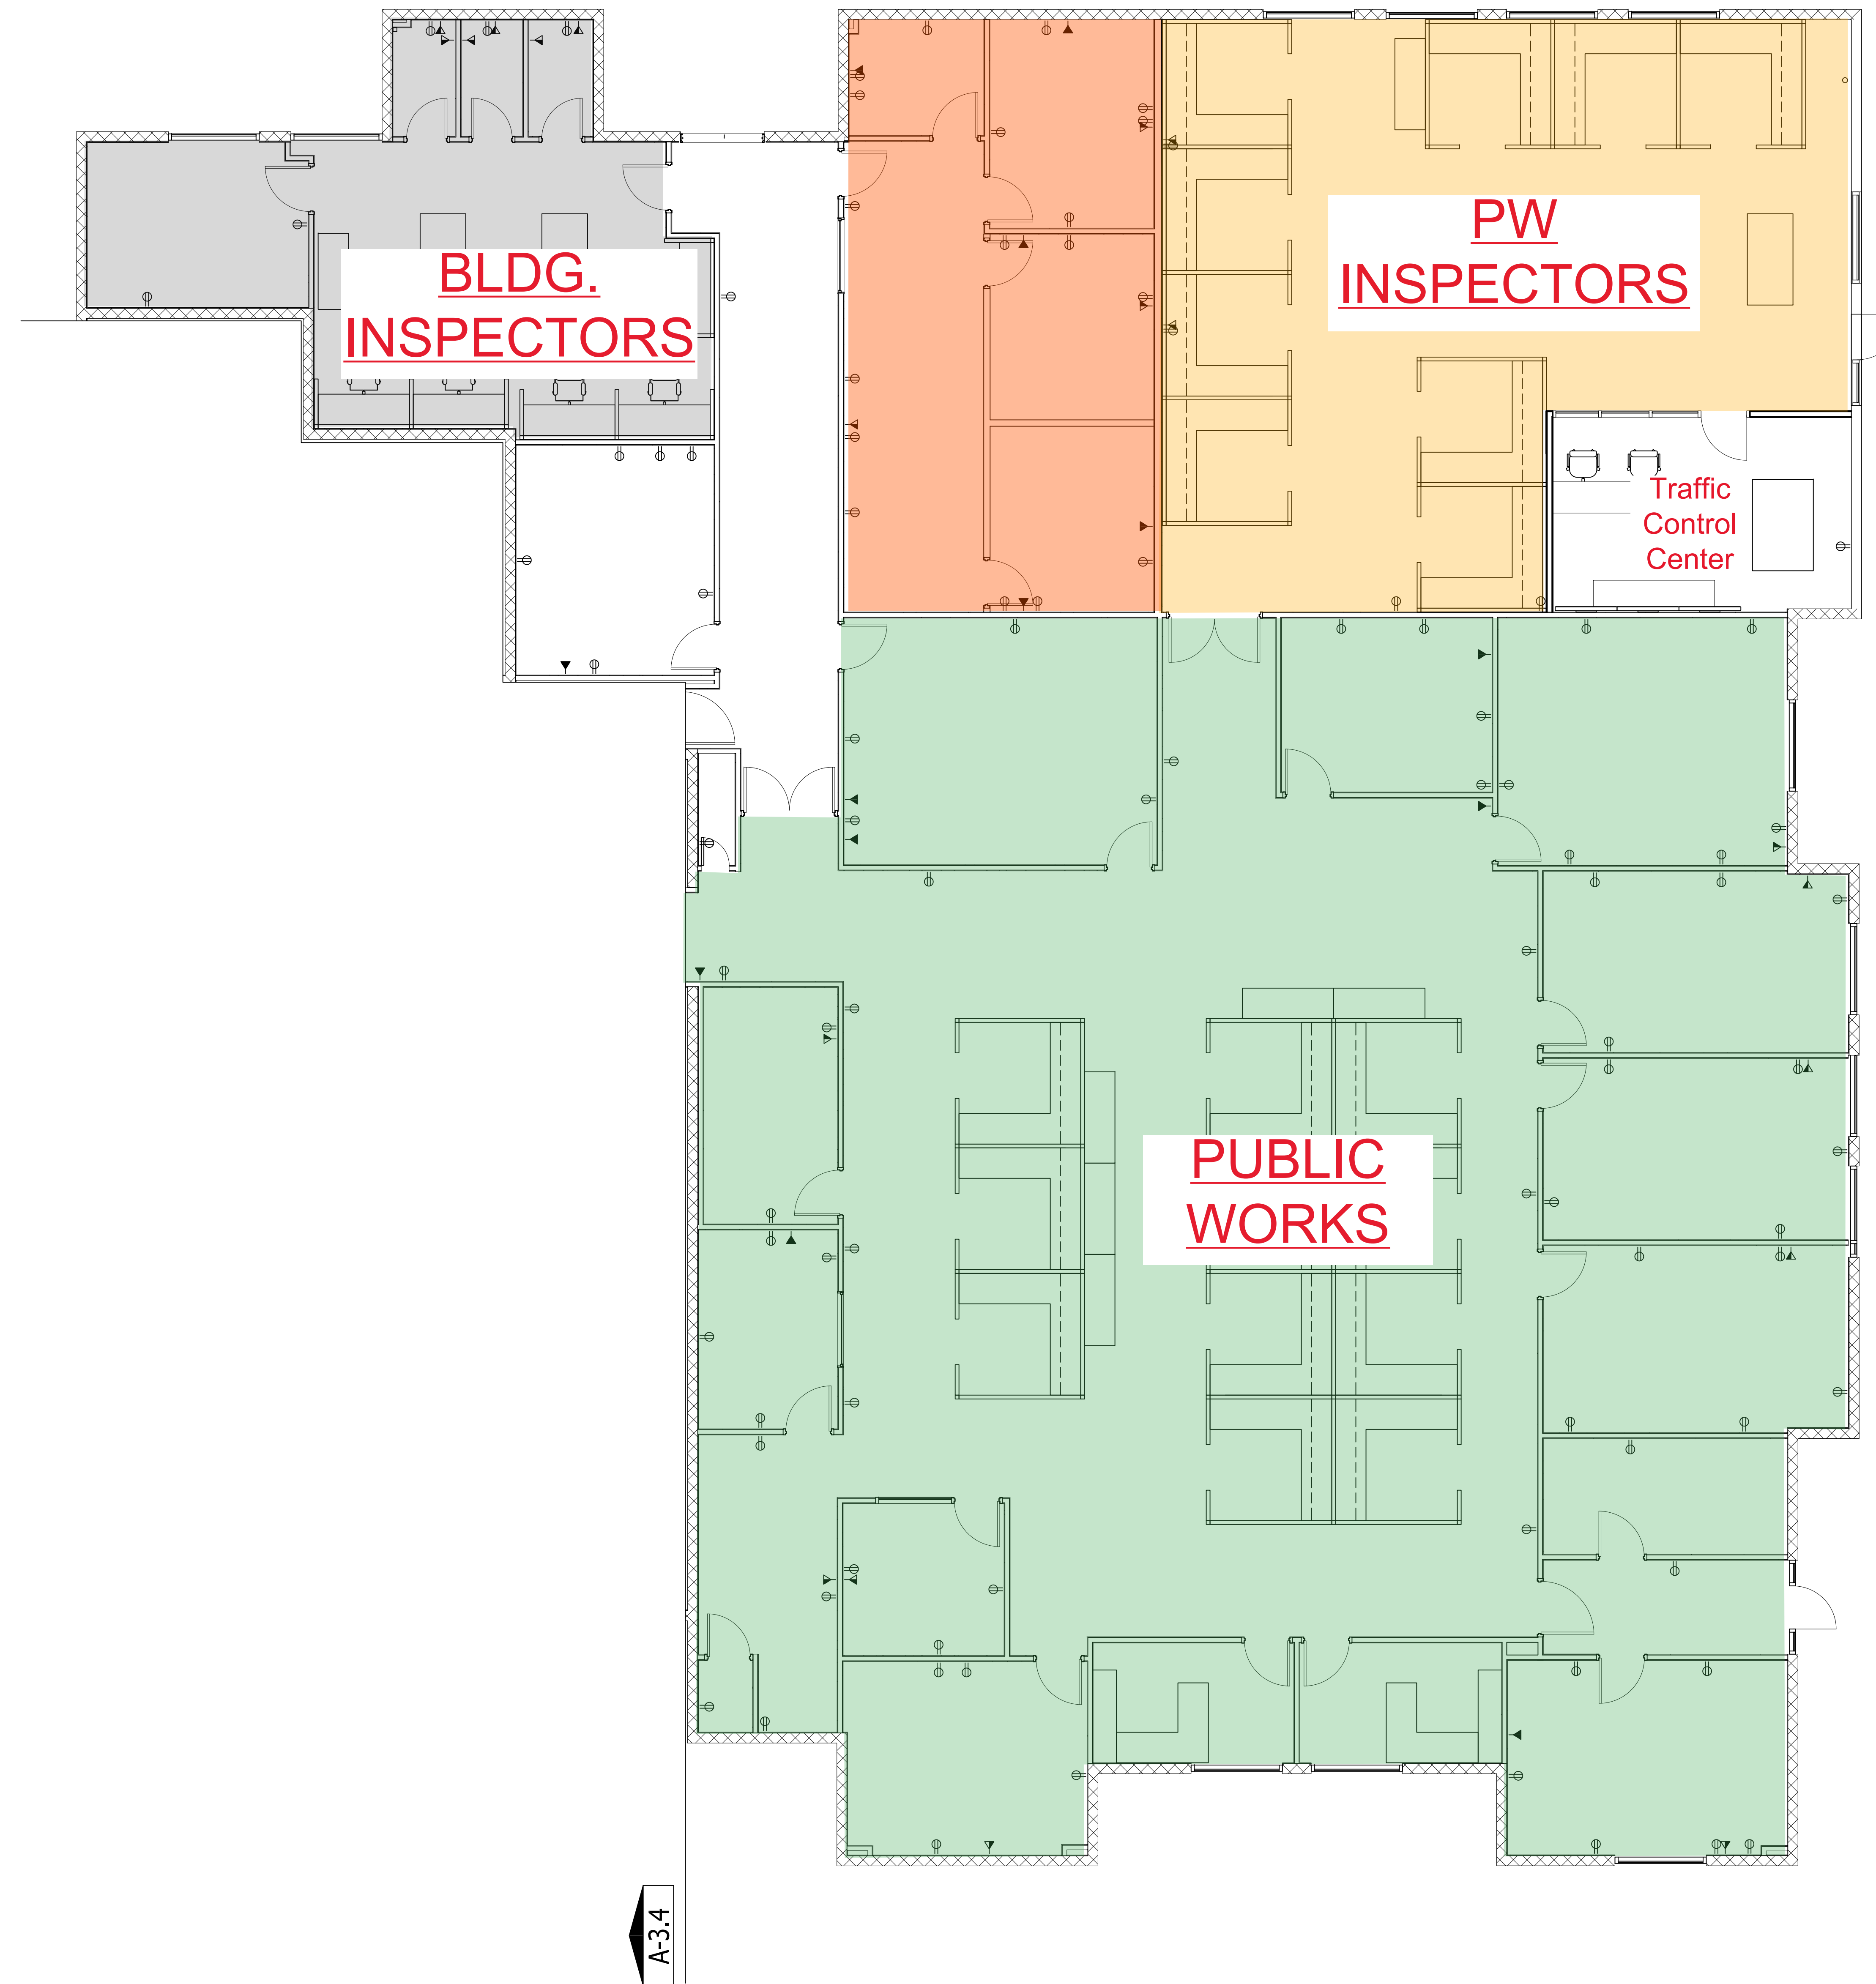 BLDG.
INSPECTORS
PW
INSPECTORS
Traffic
Control
Center
PUBLIC
WORKS
A-3.4